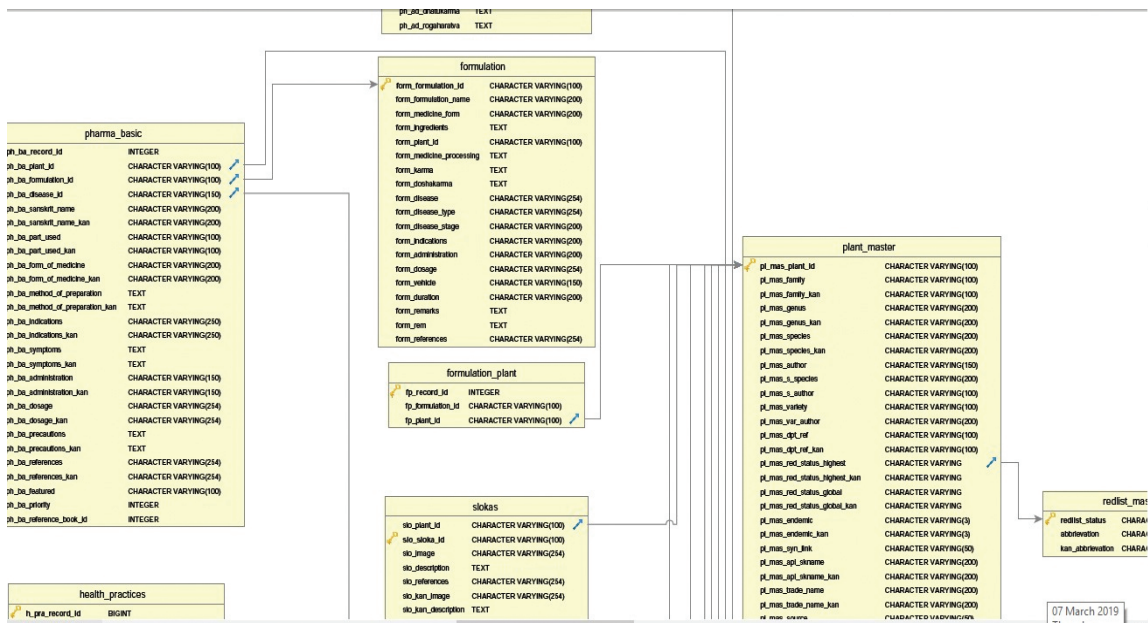 ph_ad_dhatukarma TEXT
ph_ad_rogaharatva TEXT
formulation
form_formulation_id CHARACTER VARYING(100)
form_formulation_name CHARACTER VARYING(200)
form_medicine_form CHARACTER VARYING(200)
form_ingredients TEXT
form_plant_id CHARACTER VARYING(100)
form_medicine_processing TEXT
form_karma TEXT
form_doshakarma TEXT
form_disease CHARACTER VARYING(254)
form_disease_type CHARACTER VARYING(254)
form_disease_stage CHARACTER VARYING(200)
form_indications CHARACTER VARYING(200)
form_administration CHARACTER VARYING(200)
form_dosage CHARACTER VARYING(254)
form_vehicle CHARACTER VARYING(150)
form_duration CHARACTER VARYING(200)
form_remarks TEXT
form_rem TEXT
form_references CHARACTER VARYING(254)
pharma_basic
ph_ba_record_id INTEGER
ph_ba_plant_id CHARACTER VARYING(100)
ph_ba_formulation_id CHARACTER VARYING(100)
ph_ba_disease_id CHARACTER VARYING(150)
ph_ba_sanskrit_name CHARACTER VARYING(200)
ph_ba_sanskrit_name_kan CHARACTER VARYING(200)
ph_ba_part_used CHARACTER VARYING(100)
ph_ba_part_used_kan CHARACTER VARYING(100)
ph_ba_form_of_medicine CHARACTER VARYING(200)
ph_ba_form_of_medicine_kan CHARACTER VARYING(200)
ph_ba_method_of_preparation TEXT
ph_ba_method_of_preparation_kan TEXT
ph_ba_indications CHARACTER VARYING(250)
ph_ba_indications_kan CHARACTER VARYING(250)
ph_ba_symptoms TEXT
ph_ba_symptoms_kan TEXT
ph_ba_administration CHARACTER VARYING(150)
ph_ba_administration_kan CHARACTER VARYING(150)
ph_ba_dosage CHARACTER VARYING(254)
ph_ba_dosage_kan CHARACTER VARYING(254)
ph_ba_precautions TEXT
ph_ba_precautions_kan TEXT
ph_ba_references CHARACTER VARYING(254)
ph_ba_references_kan CHARACTER VARYING(254)
ph_ba_featured CHARACTER VARYING(100)
ph_ba_priority INTEGER
ph_ba_reference_book_id INTEGER
formulation_plant
fp_record_id INTEGER
fp_formulation_id CHARACTER VARYING(100)
fp_plant_id CHARACTER VARYING(100)
plant_master
pl_mas_plant_id CHARACTER VARYING(100)
pl_mas_family CHARACTER VARYING(100)
pl_mas_family_kan CHARACTER VARYING(100)
pl_mas_genus CHARACTER VARYING(200)
pl_mas_genus_kan CHARACTER VARYING(200)
pl_mas_species CHARACTER VARYING(200)
pl_mas_species_kan CHARACTER VARYING(200)
pl_mas_author CHARACTER VARYING(150)
pl_mas_s_species CHARACTER VARYING(200)
pl_mas_s_author CHARACTER VARYING(100)
pl_mas_variety CHARACTER VARYING(100)
pl_mas_var_author CHARACTER VARYING(200)
pl_mas_dpt_ref CHARACTER VARYING(100)
pl_mas_dpt_ref_kan CHARACTER VARYING(100)
pl_mas_red_status_highest CHARACTER VARYING
pl_mas_red_status_highest_kan CHARACTER VARYING
pl_mas_red_status_global CHARACTER VARYING
pl_mas_red_status_global_kan CHARACTER VARYING
pl_mas_endemic CHARACTER VARYING(3)
pl_mas_endemic_kan CHARACTER VARYING(3)
pl_mas_syn_link CHARACTER VARYING(50)
pl_mas_api_skname CHARACTER VARYING(200)
pl_mas_api_skname_kan CHARACTER VARYING(200)
pl_mas_trade_name CHARACTER VARYING(200)
pl_mas_trade_name_kan CHARACTER VARYING(200)
pl_mas_source CHARACTER VARYING(50)
slokas
slo_plant_id CHARACTER VARYING(100)
slo_sloka_id CHARACTER VARYING(100)
slo_image CHARACTER VARYING(254)
slo_description TEXT
slo_references CHARACTER VARYING(254)
slo_kan_image CHARACTER VARYING(254)
slo_kan_description TEXT
redlist_mas
redlist_status CHARA
abbrievation CHARA
kan_abbrievation CHARA
health_practices
h_pra_record_id BIGINT
07 March 2019